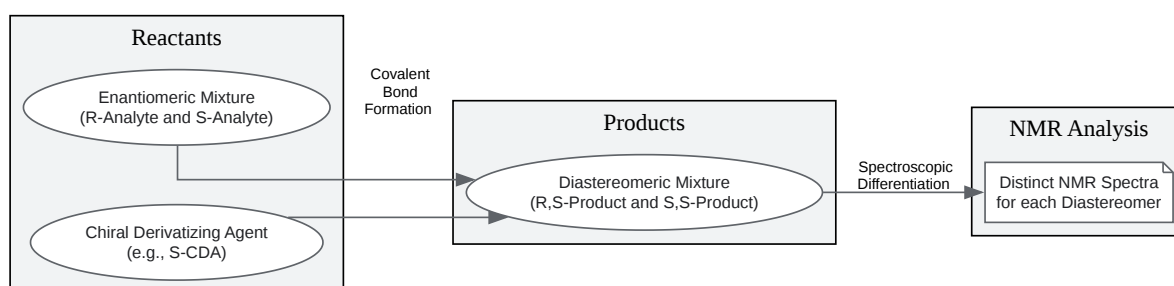 Reactants
Enantiomeric Mixture
(R-Analyte and S-Analyte)
Chiral Derivatizing Agent
(e.g., S-CDA)
Covalent
Bond
Formation
Products
Diastereomeric Mixture
(R,S-Product and S,S-Product)
Spectroscopic
Differentiation
NMR Analysis
Distinct NMR Spectra
for each Diastereomer